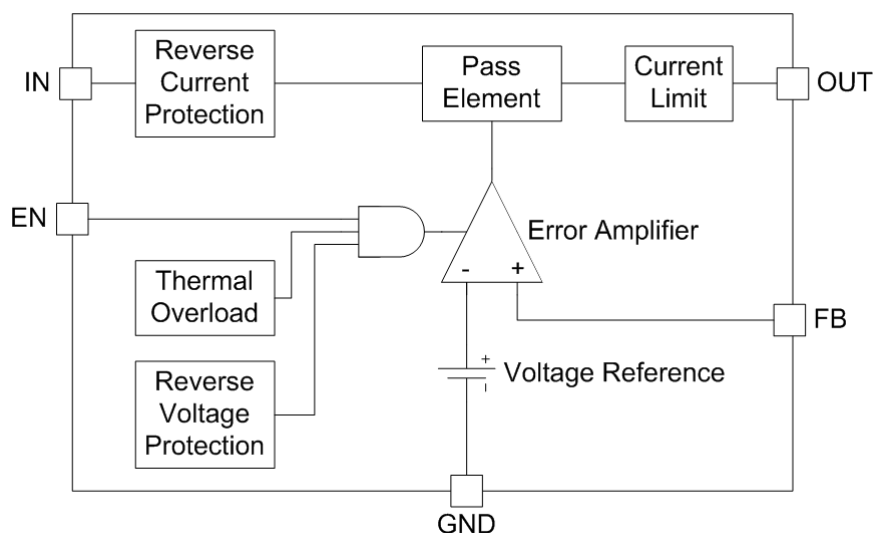 Reverse
Current
Protection
Pass
Element
Current
Limit
IN
OUT
EN
Error Amplifier
- +
Thermal
Overload
FB
Reverse
Voltage
Protection
+
Voltage Reference
-
GND